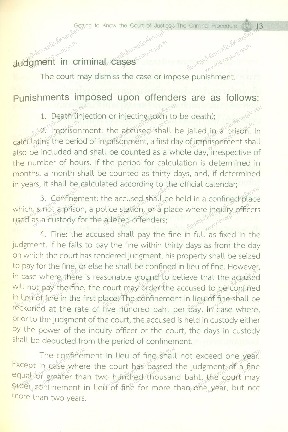 Getting to Know the Court of Justice: The Criminal Procedure 13
Judgment in criminal cases
The court may dismiss the case or impose punishment.
Punishments imposed upon offenders are as follows:
1. Death (injection or injecting toxin to be death);
2. Imprisonment, the accused shall be jailed in a prison. In
calculating the period of imprisonment, a first day of imprisonment shall
also be included and shall be counted as a whole day, irrespective of
the number of hours. If the period for calculation is determined in
months, a month shall be counted as thirty days, and, if determined
in years, it shall be calculated according to the official calendar;
3. Confinement, the accused shall be held in a confined place
which is not a prison, a police station, or a place where inquiry officers
used as a custody for the alleged offenders;
4. Fine: the accused shall pay the fine in full as fixed in the
judgment. If he fails to pay the fine within thirty days as from the day
on which the court has rendered judgment, his property shall be seized
to pay for the fine, or else he shall be confined in lieu of fine. However,
in case where there is reasonable ground to believe that the accused
will not pay the fine, the court may order the accused to be confined
in lieu of fine in the first place. The confinement in lieu of fine shall be
reckoned at the rate of five hundred baht per day. In case where,
prior to the judgment of the court, the accused is held in custody either
by the power of the inquiry officer or the court, the days in custody
shall be deducted from the period of confinement.
The confinement in lieu of fine shall not exceed one year,
except in case where the court has passed the judgment of a fine
equal or greater than two hundred thousand baht, the court may
order confinement in lieu of fine for more than one year, but not
more than two years.